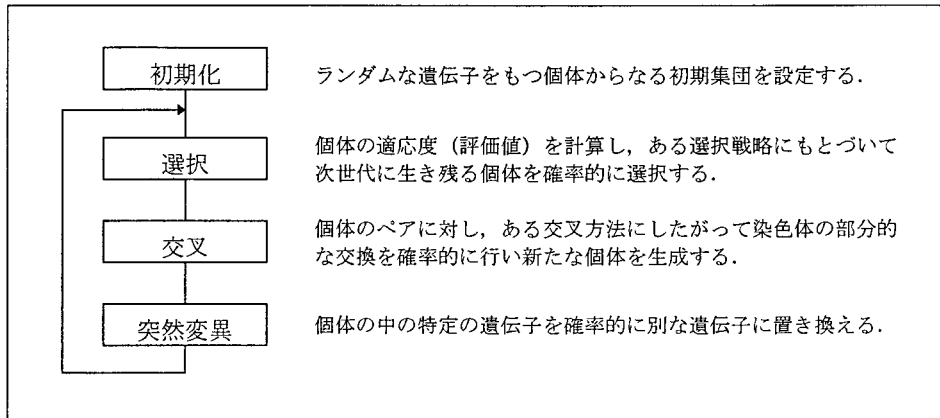 初期化
ランダムな遺伝子をもつ個体からなる初期集団を設定する．
選択
個体の適応度（評価値）を計算し，ある選択戦略にもとづいて
次世代に生き残る個体を確率的に選択する．
交叉
個体のペアに対し，ある交叉方法にしたがって染色体の部分的
な交換を確率的に行い新たな個体を生成する．
突然変異
個体の中の特定の遺伝子を確率的に別な遺伝子に置き換える．